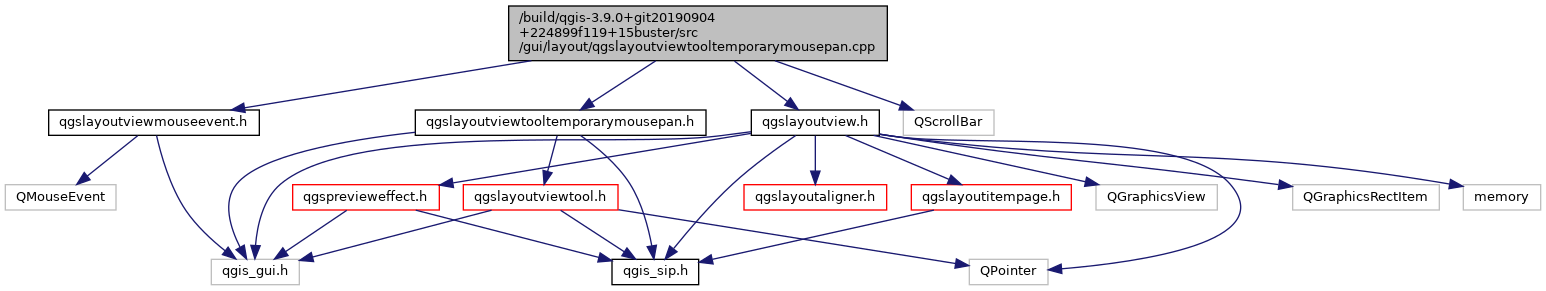 /build/qgis-3.9.0+git20190904
+224899f119+15buster/src
/gui/layout/qgslayoutviewtooltemporarymousepan.cpp
qgslayoutviewmouseevent.h
qgslayoutviewtooltemporarymousepan.h
qgslayoutview.h
QScrollBar
QMouseEvent
qgsprevieweffect.h
qgslayoutviewtool.h
qgslayoutaligner.h
qgslayoutitempage.h
QGraphicsView
QGraphicsRectItem
memory
qgis_gui.h
qgis_sip.h
QPointer